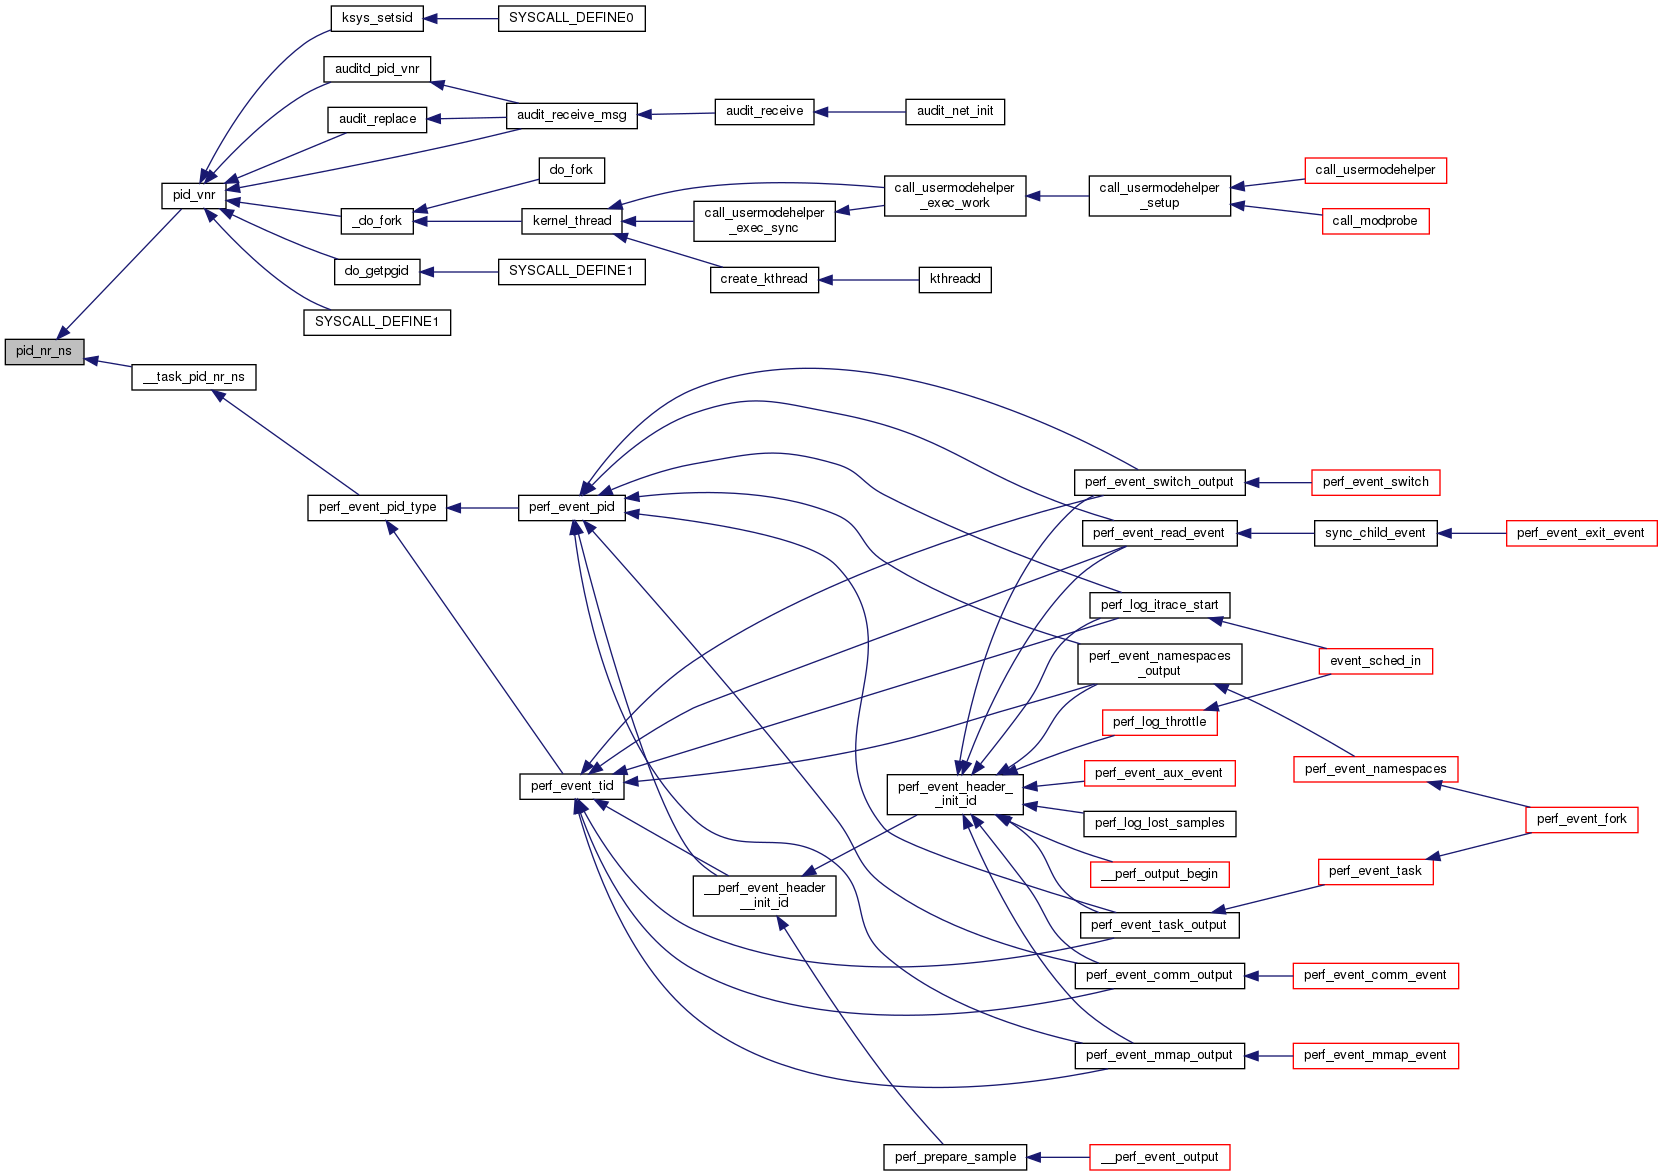 ksys_setsid
SYSCALL_DEFINE0
auditd_pid_vnr
audit_replace
audit_receive_msg
audit_receive
audit_net_init
do_fork
pid_vnr
_do_fork
kernel_thread
call_usermodehelper
_exec_sync
call_usermodehelper
_exec_work
call_usermodehelper
_setup
call_usermodehelper
call_modprobe
do_getpgid
SYSCALL_DEFINE1
create_kthread
kthreadd
SYSCALL_DEFINE1
pid_nr_ns
__task_pid_nr_ns
perf_event_pid_type
perf_event_pid
perf_event_switch_output
perf_event_switch
perf_event_read_event
sync_child_event
perf_event_exit_event
perf_log_itrace_start
perf_event_namespaces
_output
event_sched_in
perf_log_throttle
perf_event_tid
perf_event_header_
_init_id
perf_event_aux_event
perf_event_namespaces
perf_log_lost_samples
perf_event_fork
__perf_event_header
__init_id
__perf_output_begin
perf_event_task
perf_event_task_output
perf_event_comm_output
perf_event_comm_event
perf_event_mmap_output
perf_event_mmap_event
perf_prepare_sample
__perf_event_output